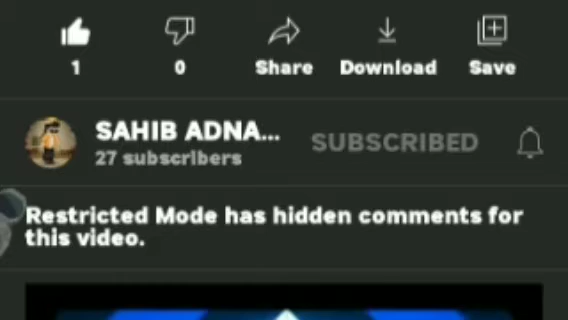 1 0 Share Download Save
SAHIB ADNA... SUBSCRIBED
27 subscribers
Restricted Mode has hidden comments for
this video.